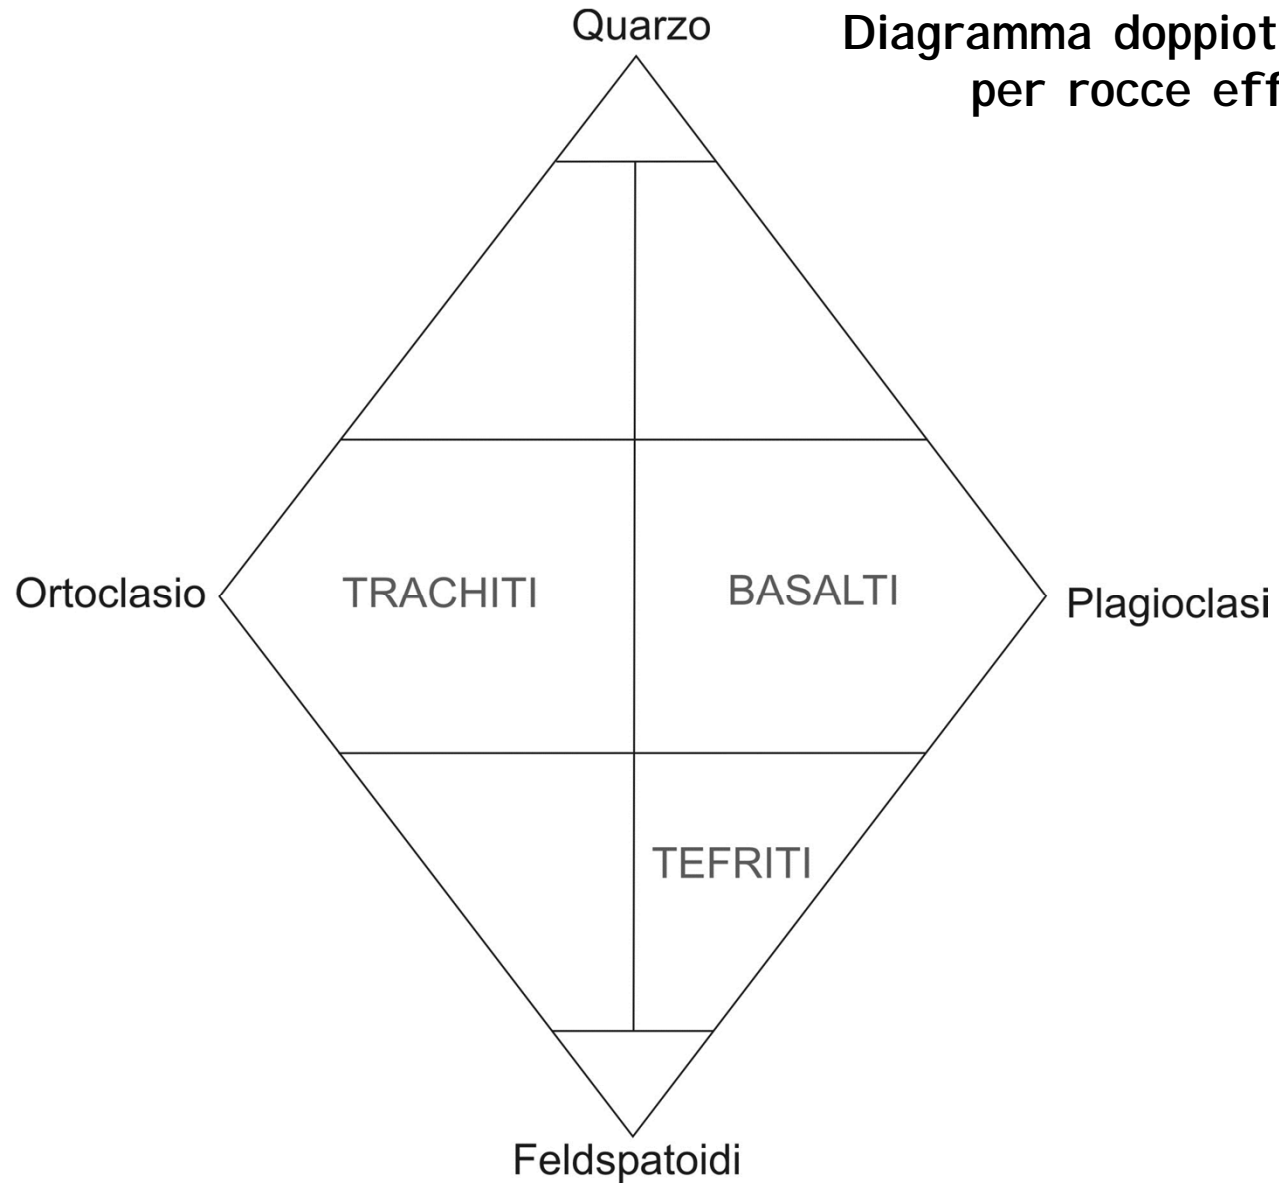 Quarzo
Diagramma doppiot
per rocce eff
Ortoclasio
TRACHITI
BASALTI
Plagioclasi
TEFRITI
Feldspatoidi